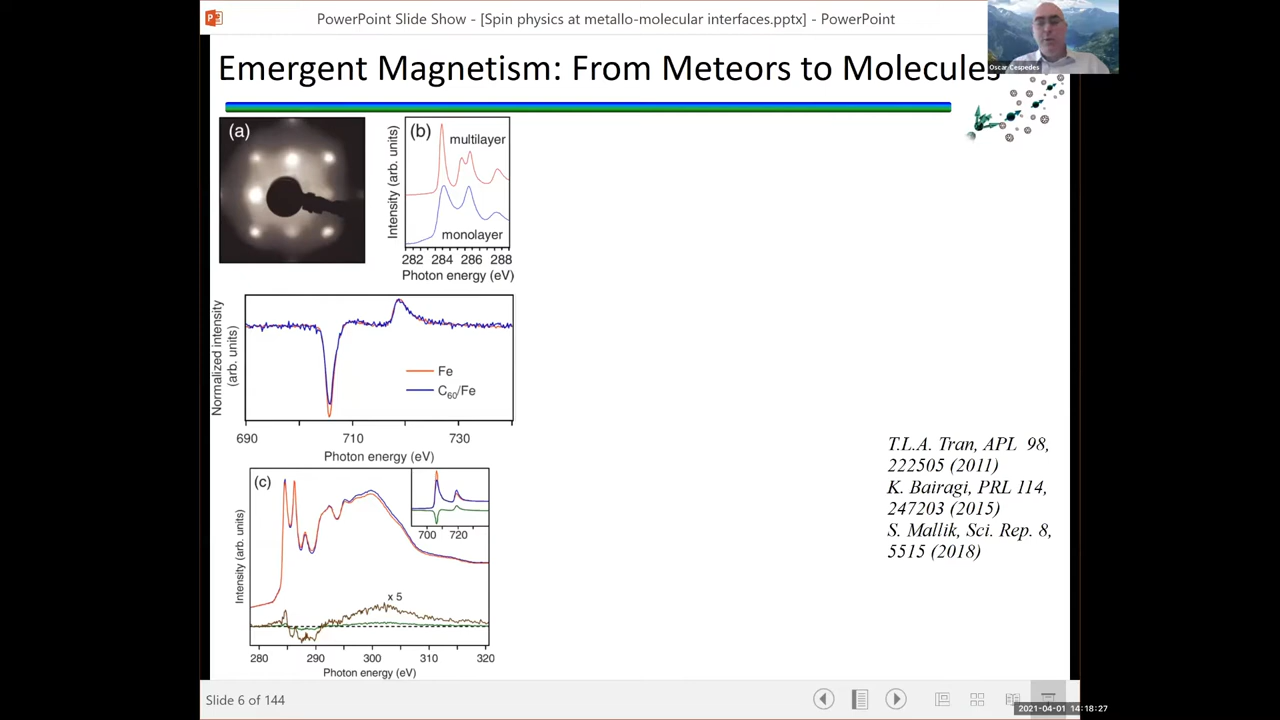 PowerPoint Slide Show - [Spin physics at metallo-molecular interfaces.pptx] - PowerPoint
Oscar Cespedes
Emergent Magnetism: From Meteors to Molecules
(a)
(b)
multilayer
monolayer
Intensity (arb. units)
282 284 286 288
Photon energy (eV)
Normalized intensity
(arb. units)
Fe
C60/Fe
690 710 730
Photon energy (eV)
(c)
700 720
Intensity (arb. units)
x 5
280 290 300 310 320
Photon energy (eV)
T.L.A. Tran, APL 98,
222505 (2011)
K. Bairagi, PRL 114,
247203 (2015)
S. Mallik, Sci. Rep. 8,
5515 (2018)
Slide 6 of 144
2021-04-01 14:18:27